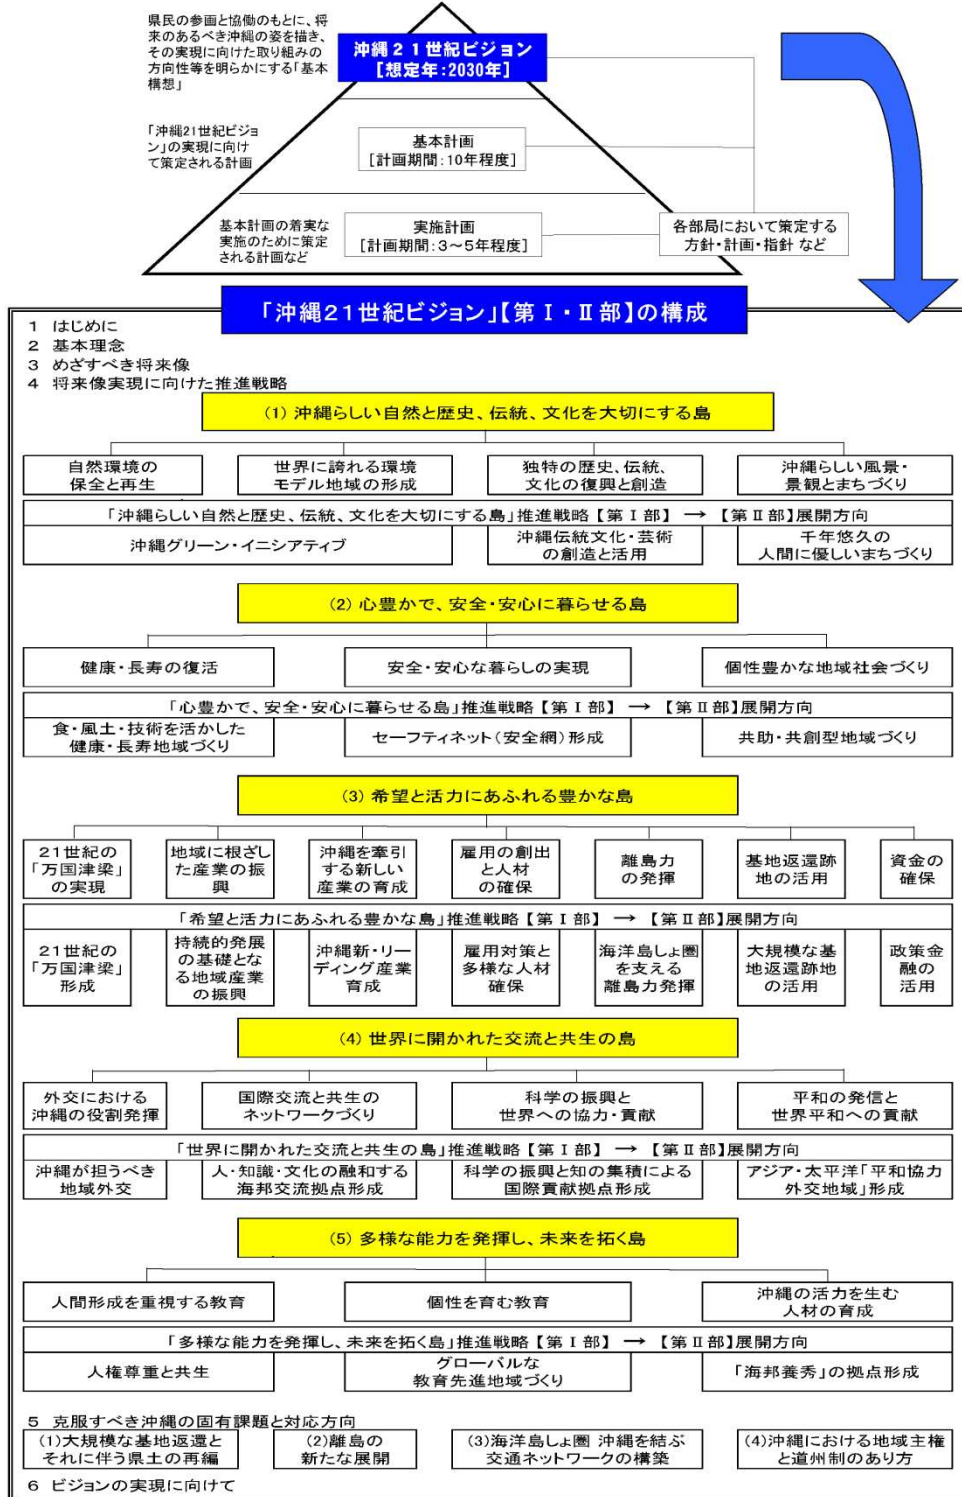 県民の参画と協働のもとに、将
来のあるべき沖縄の姿を描き、
その実現に向けた取り組みの
方向性等を明らかにする「基本
構想」
沖縄21世紀ビジョン
[想定年:2030年]
「沖縄21世紀ビジョ
ン」の実現に向け
て策定される計画
基本計画
[計画期間:10年程度]
基本計画の着実な
実施のために策定
される計画など
実施計画
[計画期間:3～5年程度]
各部局において策定する
方針・計画・指針 など
「沖縄21世紀ビジョン」【第Ⅰ・Ⅱ部】の構成
1 はじめに
2 基本理念
3 めざすべき将来像
4 将来像実現に向けた推進戦略
(1) 沖縄らしい自然と歴史、伝統、文化を大切にする島
自然環境の
保全と再生
世界に誇れる環境
モデル地域の形成
独特の歴史、伝統、
文化の復興と創造
沖縄らしい風景・
景観とまちづくり
「沖縄らしい自然と歴史、伝統、文化を大切にする島」推進戦略【第Ⅰ部】 → 【第Ⅱ部】展開方向
沖縄グリーン・イニシアティブ
沖縄伝統文化・芸術
の創造と活用
千年悠久の
人間に優しいまちづくり
(2) 心豊かで、安全・安心に暮らせる島
健康・長寿の復活
安全・安心な暮らしの実現
個性豊かな地域社会づくり
「心豊かで、安全・安心に暮らせる島」推進戦略【第Ⅰ部】 → 【第Ⅱ部】展開方向
食・風土・技術を活かした
健康・長寿地域づくり
セーフティネット(安全網)形成
共助・共創型地域づくり
(3) 希望と活力にあふれる豊かな島
21世紀の
「万国津梁」
の実現
地域に根ざし
た産業の振
興
沖縄を牽引
する新しい
産業の育成
雇用の創出
と人材
の確保
離島力
の発揮
基地返還跡
地の活用
資金の
確保
「希望と活力にあふれる豊かな島」推進戦略【第Ⅰ部】 → 【第Ⅱ部】展開方向
21世紀の
「万国津梁」
形成
持続的発展
の基礎とな
る地域産業
の振興
沖縄新・リー
ディング産業
育成
雇用対策と
多様な人材
確保
海洋島しょ圏
を支える
離島力発揮
大規模な基
地返還跡地
の活用
政策金
融の
活用
(4) 世界に開かれた交流と共生の島
外交における
沖縄の役割発揮
国際交流と共生の
ネットワークづくり
科学の振興と
世界への協力・貢献
平和の発信と
世界平和への貢献
「世界に開かれた交流と共生の島」推進戦略【第Ⅰ部】 → 【第Ⅱ部】展開方向
沖縄が担うべき
地域外交
人・知識・文化の融和する
海邦交流拠点形成
科学の振興と知の集積による
国際貢献拠点形成
アジア・太平洋「平和協力
外交地域」形成
(5) 多様な能力を発揮し、未来を拓く島
人間形成を重視する教育
個性を育む教育
沖縄の活力を生む
人材の育成
「多様な能力を発揮し、未来を拓く島」推進戦略【第Ⅰ部】 → 【第Ⅱ部】展開方向
人権尊重と共生
グローバルな
教育先進地域づくり
「海邦養秀」の拠点形成
5 克服すべき沖縄の固有課題と対応方向
(1)大規模な基地返還と
それに伴う県土の再編
(2)離島の
新たな展開
(3)海洋島しょ圏 沖縄を結ぶ
交通ネットワークの構築
(4)沖縄における地域主権
と道州制のあり方
6 ビジョンの実現に向けて